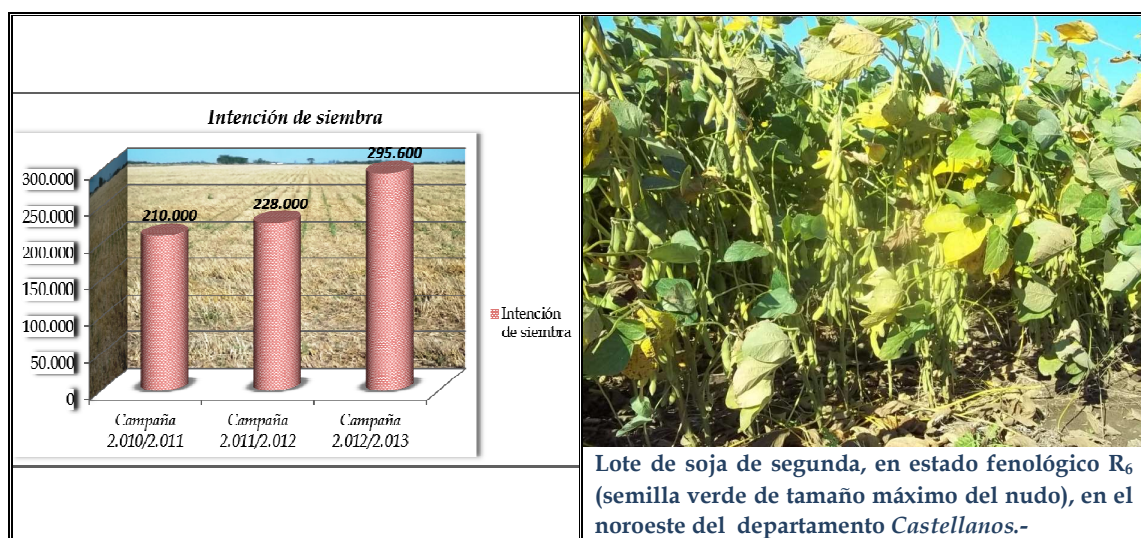 Intención de siembra
300.000
250.000
200.000
150.000
100.000
50.000
0
210.000
228.000
295.600
Campaña
2.010/2.011
Campaña
2.011/2.012
Campaña
2.012/2.013
Intención
de siembra
Lote de soja de segunda, en estado fenológico R₆
(semilla verde de tamaño máximo del nudo), en el
noroeste del departamento Castellanos.-